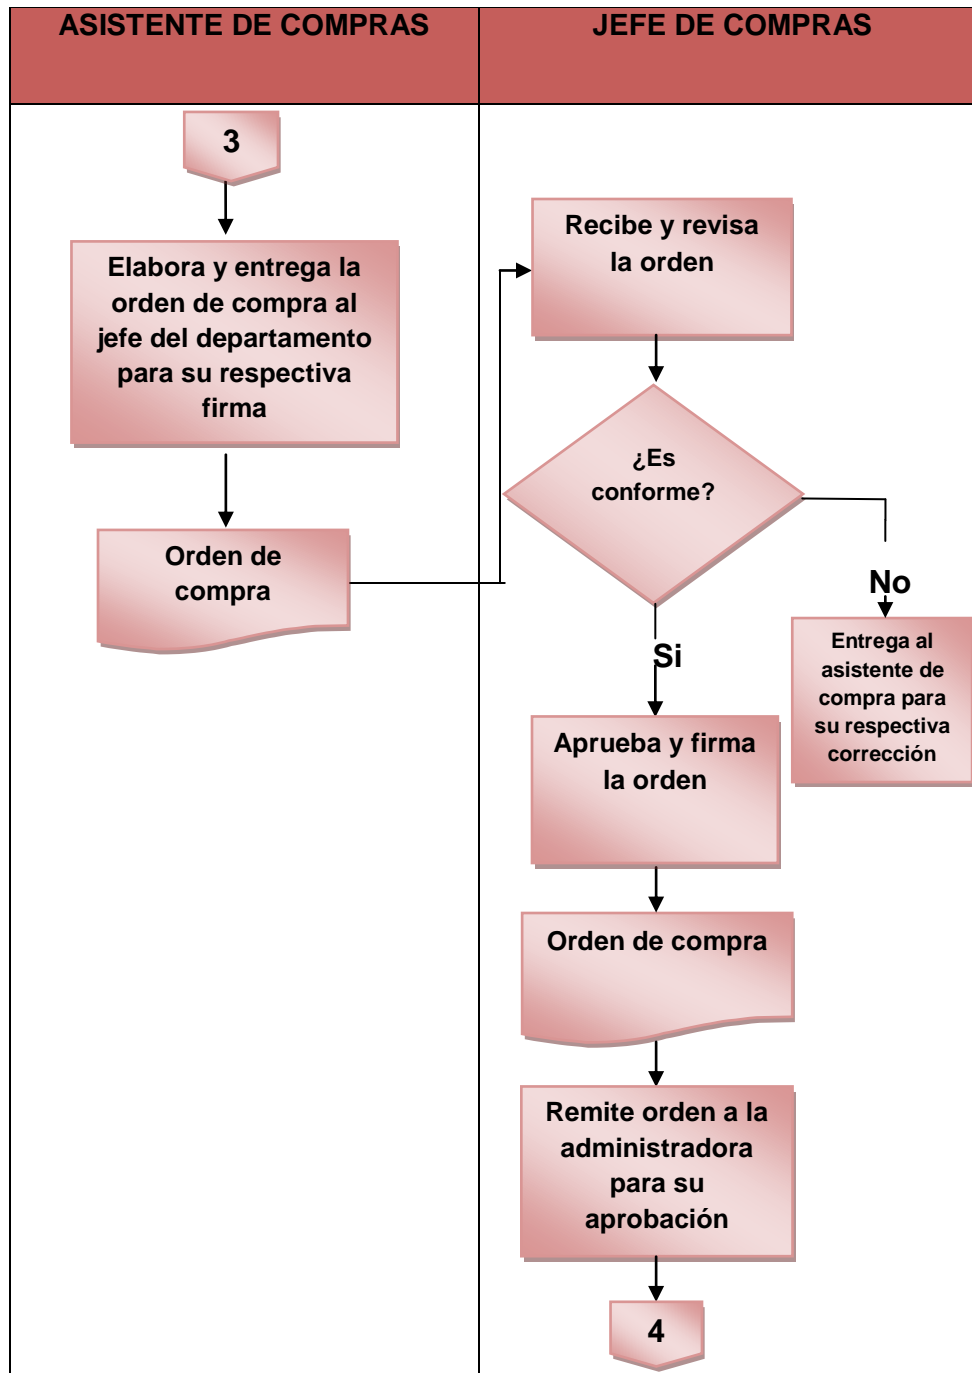 ASISTENTE DE COMPRAS
JEFE DE COMPRAS
3
Elabora y entrega la
orden de compra al
jefe del departamento
para su respectiva
firma
Orden de
compra
Recibe y revisa
la orden
¿Es
conforme?
No
Entrega al
asistente de
compra para
su respectiva
corrección
Si
Aprueba y firma
la orden
Orden de compra
Remite orden a la
administradora
para su
aprobación
4